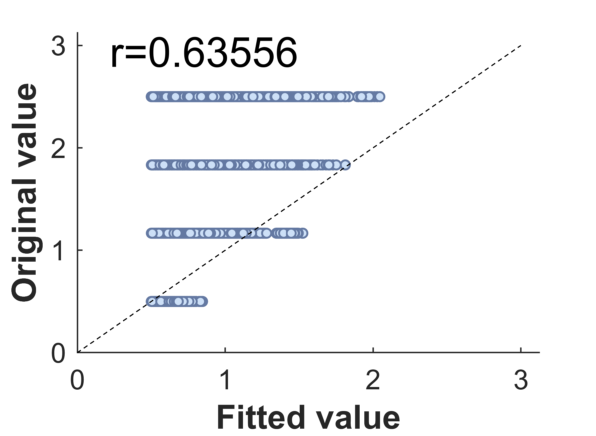 r=0.63556
3
2
1
0
Original value
0 1 2 3
Fitted value